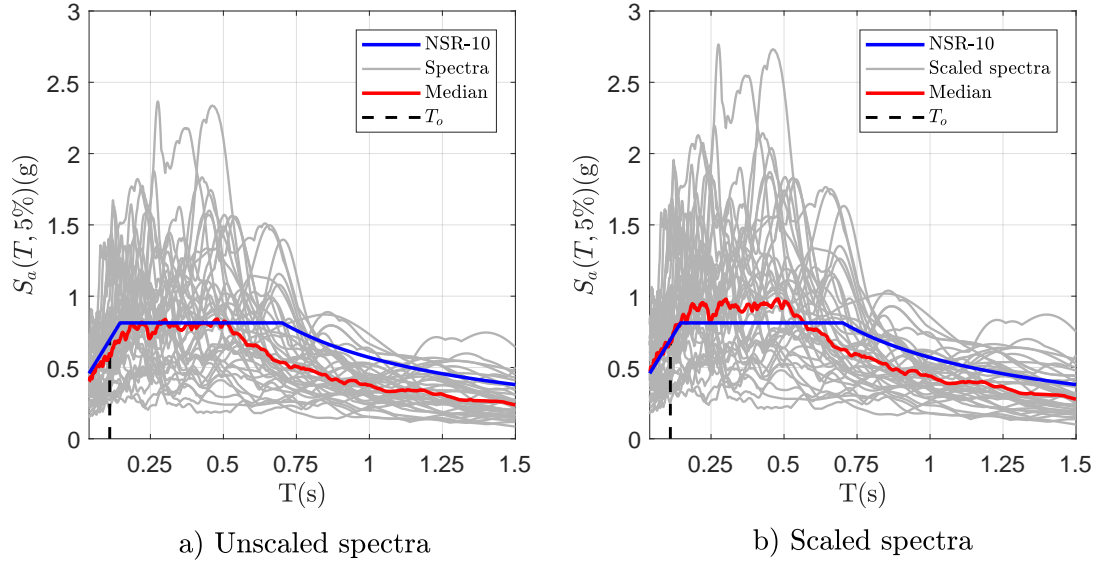 3
2.5
2
1.5
1
0.5
0
0.25
0.5
0.75
1
1.25
1.5
T(s)
S_a(T, 5%)(g)
NSR-10
Spectra
Median
T_o
a) Unscaled spectra
3
2.5
2
1.5
1
0.5
0
0.25
0.5
0.75
1
1.25
1.5
T(s)
S_a(T, 5%)(g)
NSR-10
Scaled spectra
Median
T_o
b) Scaled spectra